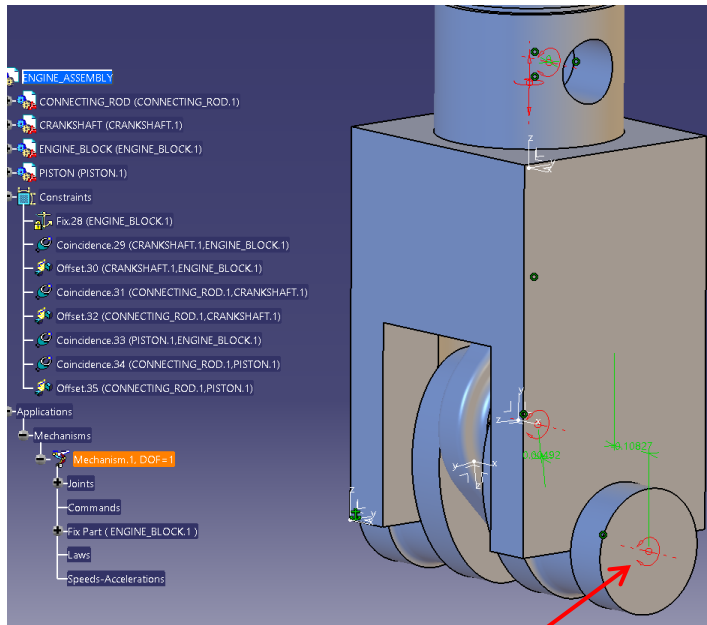 ENGINE_ASSEMBLY
CONNECTING_ROD (CONNECTING_ROD.1)
CRANKSHAFT (CRANKSHAFT.1)
ENGINE_BLOCK (ENGINE_BLOCK.1)
PISTON (PISTON.1)
Constraints
Fix.28 (ENGINE_BLOCK.1)
Coincidence.29 (CRANKSHAFT.1,ENGINE_BLOCK.1)
Offset.30 (CRANKSHAFT.1,ENGINE_BLOCK.1)
Coincidence.31 (CONNECTING_ROD.1,CRANKSHAFT.1)
Offset.32 (CONNECTING_ROD.1,CRANKSHAFT.1)
Coincidence.33 (PISTON.1,ENGINE_BLOCK.1)
Coincidence.34 (CONNECTING_ROD.1,PISTON.1)
Offset.35 (CONNECTING_ROD.1,PISTON.1)
Applications
Mechanisms
Mechanism.1, DOF=1
Joints
Commands
Fix Part ( ENGINE_BLOCK.1 )
Laws
Speeds-Accelerations